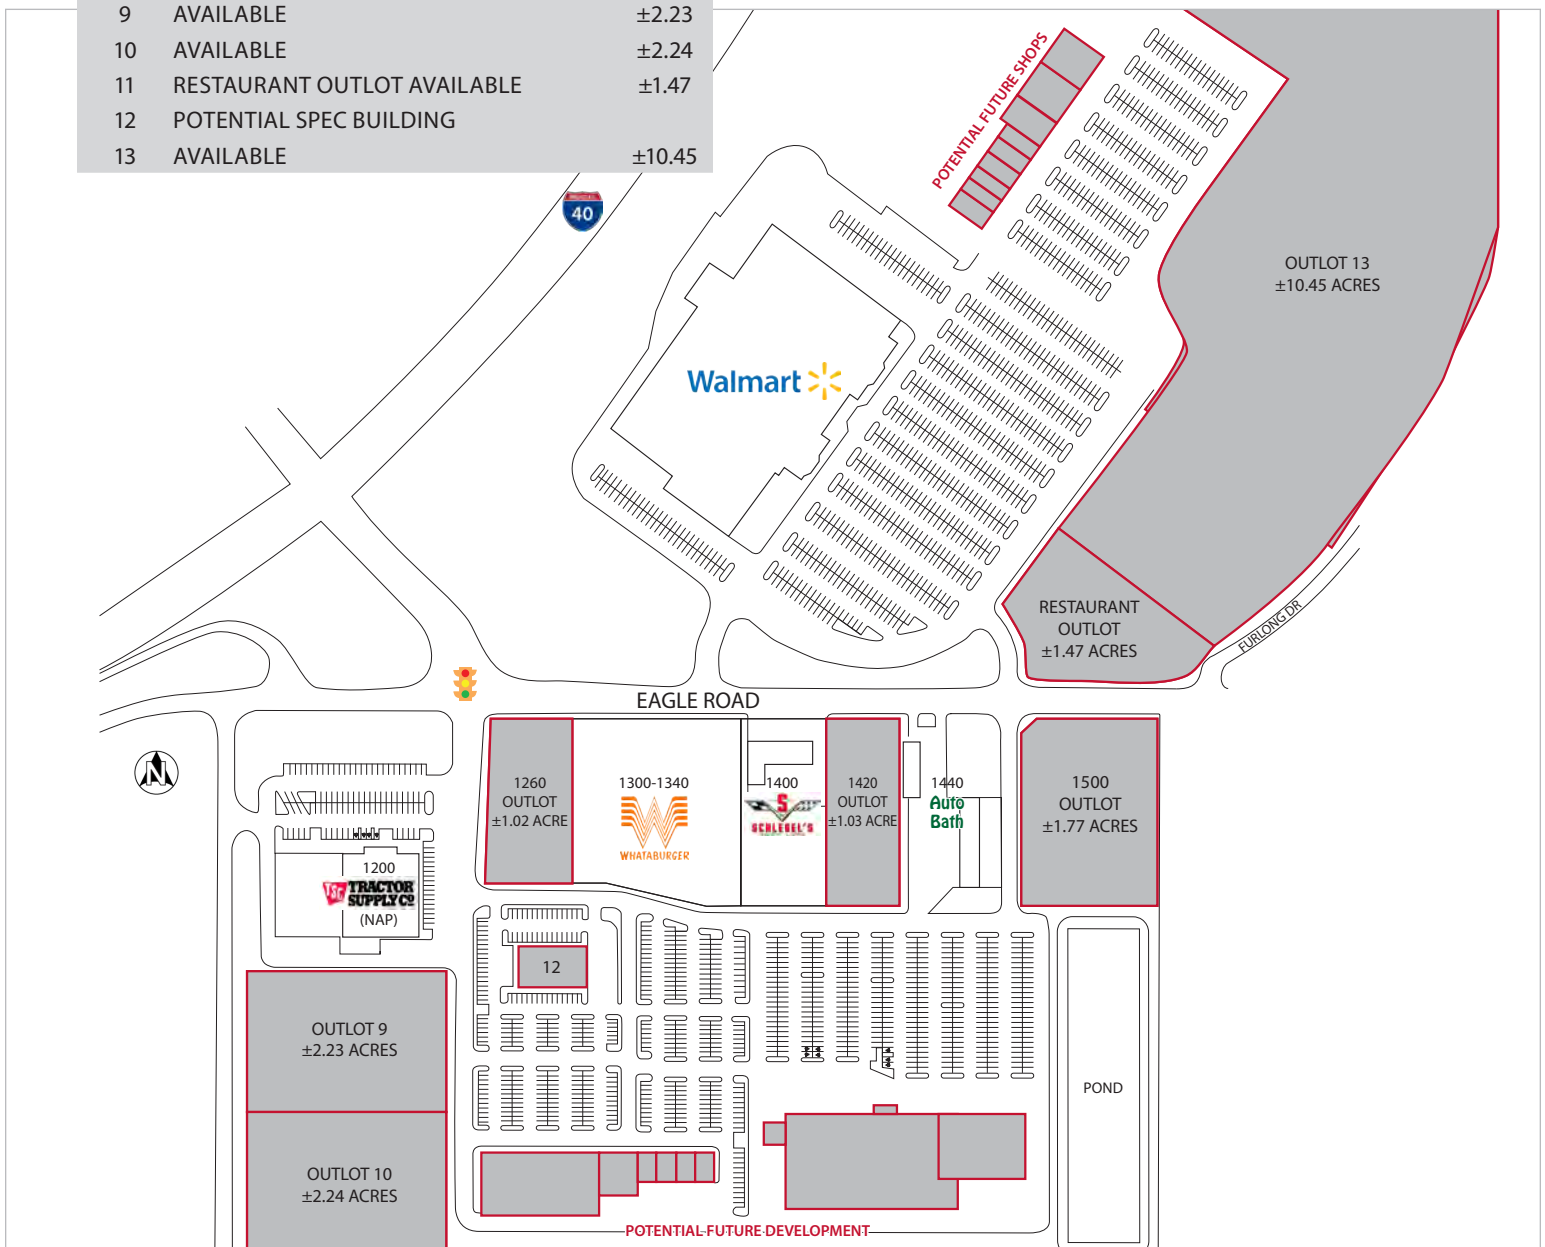 9 AVAILABLE ±2.23
10 AVAILABLE ±2.24
11 RESTAURANT OUTLOT AVAILABLE ±1.47
12 POTENTIAL SPEC BUILDING
13 AVAILABLE ±10.45
POTENTIAL FUTURE SHOPS
40
OUTLOT 13
±10.45 ACRES
Walmart
RESTAURANT
OUTLOT
±1.47 ACRES
FURLONG DR
EAGLE ROAD
N
1260
OUTLOT
±1.02 ACRE
1300-1340
WHATABURGER
1400
S
SCHLEGEL'S
1420
OUTLOT
±1.03 ACRE
1440
Auto
Bath
1500
OUTLOT
±1.77 ACRES
1200
TSC TRACTOR
SUPPLY CO
(NAP)
12
OUTLOT 9
±2.23 ACRES
POND
OUTLOT 10
±2.24 ACRES
POTENTIAL FUTURE DEVELOPMENT